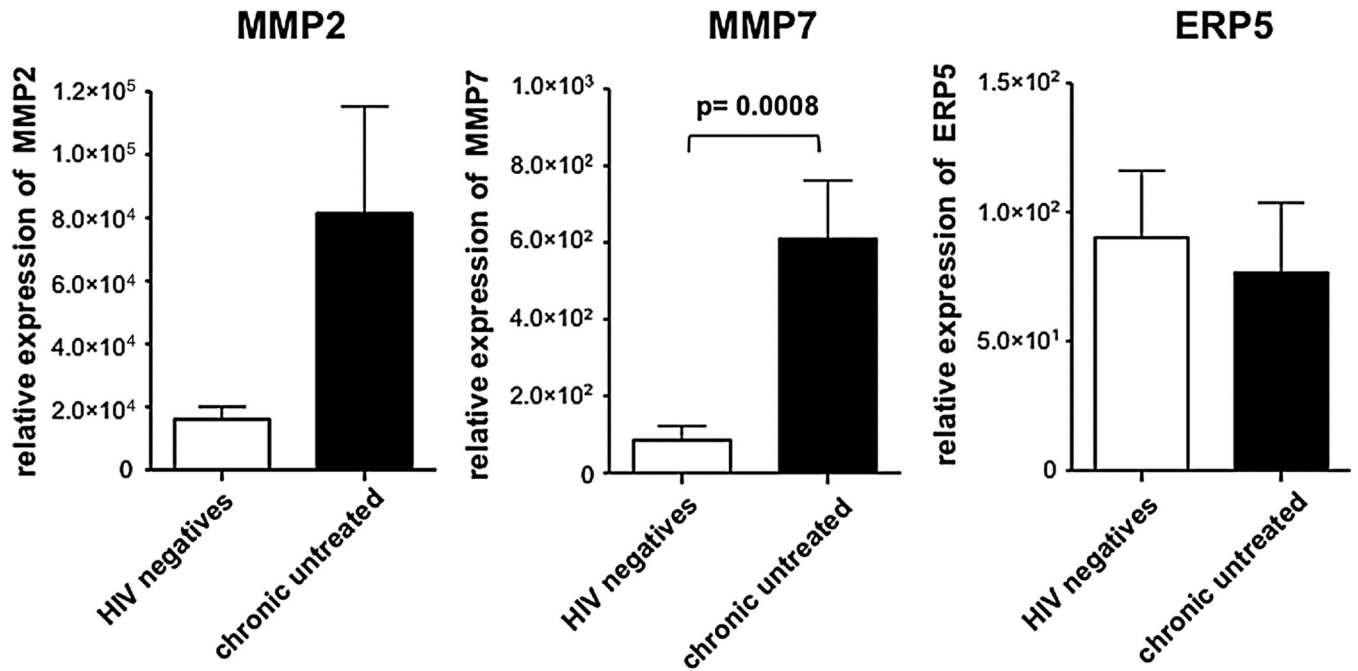 MMP2
relative expression of MMP2
1.2×10⁵
1.0×10⁵
8.0×10⁴
6.0×10⁴
4.0×10⁴
2.0×10⁴
0
HIV negatives
chronic untreated
MMP7
relative expression of MMP7
1.0×10³
8.0×10²
6.0×10²
4.0×10²
2.0×10²
0
p= 0.0008
HIV negatives
chronic untreated
ERP5
relative expression of ERP5
1.5×10²
1.0×10²
5.0×10¹
0
HIV negatives
chronic untreated